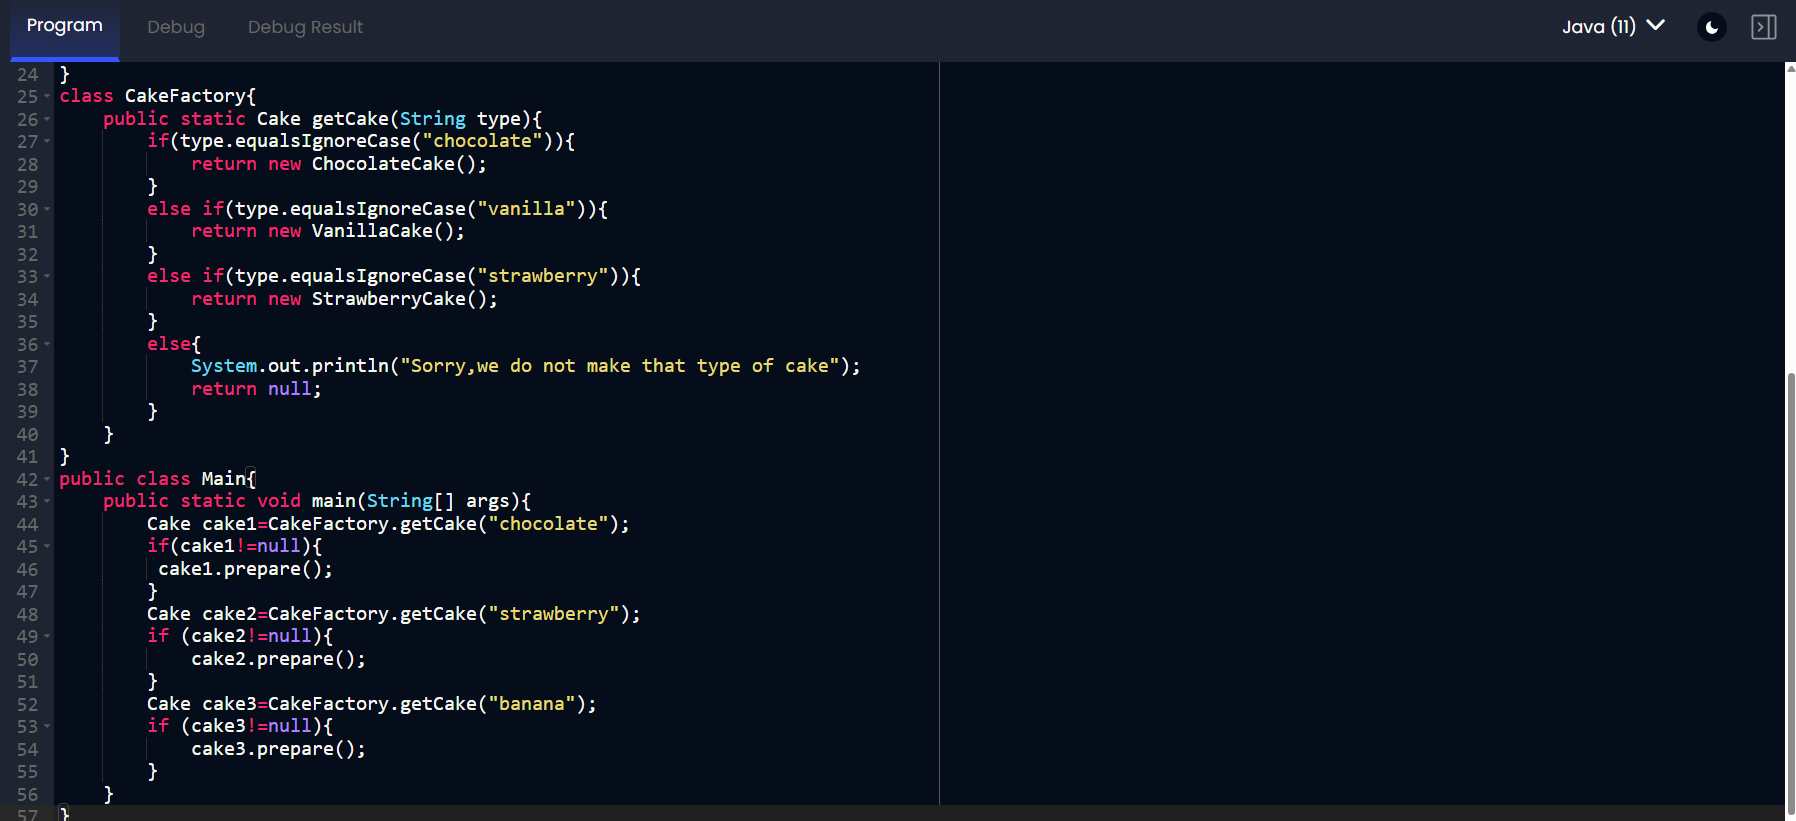 Program Debug Debug Result Java (11)
24 }
25 class CakeFactory{
26     public static Cake getCake(String type){
27         if(type.equalsIgnoreCase("chocolate")){
28             return new ChocolateCake();
29         }
30         else if(type.equalsIgnoreCase("vanilla")){
31             return new VanillaCake();
32         }
33         else if(type.equalsIgnoreCase("strawberry")){
34             return new StrawberryCake();
35         }
36         else{
37             System.out.println("Sorry,we do not make that type of cake");
38             return null;
39         }
40     }
41 }
42 public class Main{
43     public static void main(String[] args){
44         Cake cake1=CakeFactory.getCake("chocolate");
45         if(cake1!=null){
46          cake1.prepare();
47         }
48         Cake cake2=CakeFactory.getCake("strawberry");
49         if (cake2!=null){
50             cake2.prepare();
51         }
52         Cake cake3=CakeFactory.getCake("banana");
53         if (cake3!=null){
54             cake3.prepare();
55         }
56     }
57 }